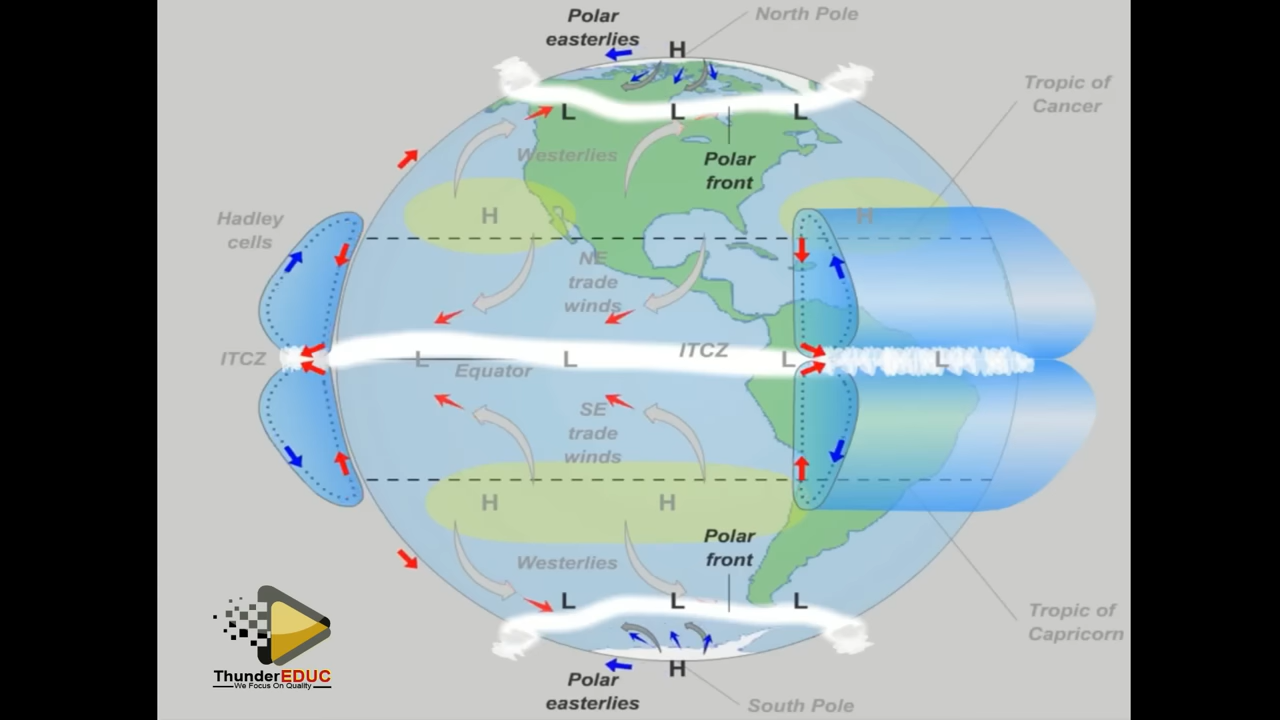 Polar
easterlies
North Pole
H
Tropic of
Cancer
L
L
L
Westerlies
Polar
front
Hadley
cells
H
H
NE
trade
winds
ITCZ
L
L
ITCZ
L
L
Equator
SE
trade
winds
H
H
Polar
front
Westerlies
L
L
L
Tropic of
Capricorn
H
Polar
easterlies
South Pole
ThunderEDUC
We Focus On Quality